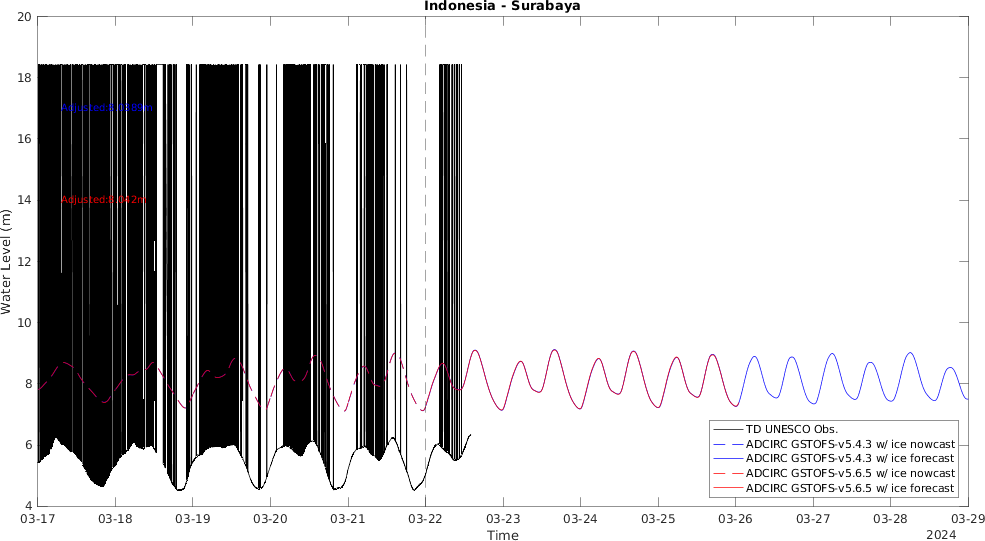 Indonesia - Surabaya
20
18
16
14
12
10
8
6
4
Water Level (m)
03-17
03-18
03-19
03-20
03-21
03-22
03-23
03-24
03-25
03-26
03-27
03-28
03-29
Time
2024
TD UNESCO Obs.
ADCIRC GSTOFS-v5.4.3 w/ ice nowcast
ADCIRC GSTOFS-v5.4.3 w/ ice forecast
ADCIRC GSTOFS-v5.6.5 w/ ice nowcast
ADCIRC GSTOFS-v5.6.5 w/ ice forecast